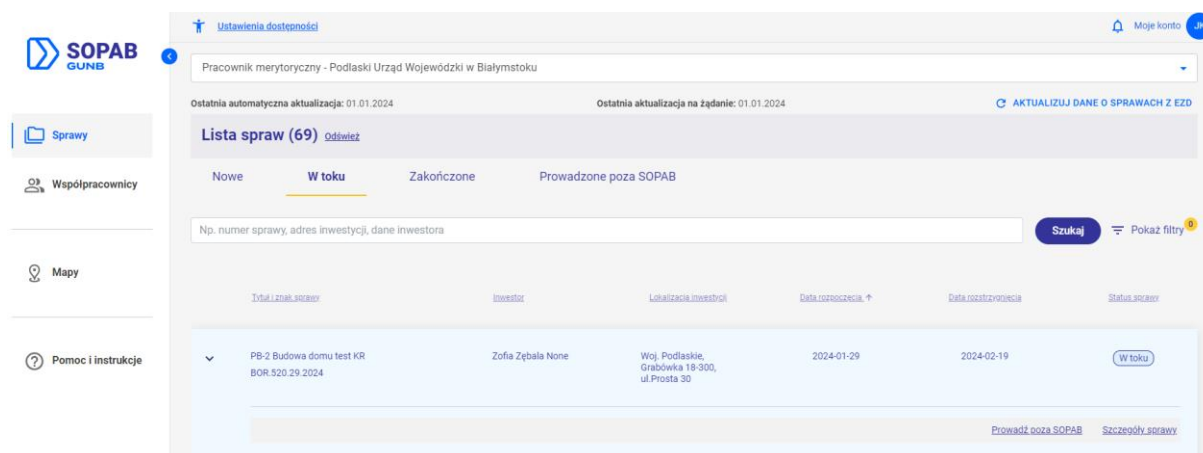 Ustawienia dostępności
Moje konto
JK
SOPAB
GUNB
Pracownik merytoryczny - Podlaski Urząd Wojewódzki w Białymstoku
Ostatnia automatyczna aktualizacja: 01.01.2024
Ostatnia aktualizacja na żądanie: 01.01.2024
AKTUALIZUJ DANE O SPRAWACH Z EZD
Sprawy
Współpracownicy
Mapy
Pomoc i instrukcje
Lista spraw (69) Odśwież
Nowe
W toku
Zakończone
Prowadzone poza SOPAB
Np. numer sprawy, adres inwestycji, dane inwestora
Szukaj
Pokaż filtry
0
Tytuł i znak sprawy
Inwestor
Lokalizacja inwestycji
Data rozpoczęcia
Data rozstrzygnięcia
Status sprawy
PB-2 Budowa domu test KR
BOR.520.29.2024
Zofia Zębala None
Woj. Podlaskie,
Grabówka 18-300,
ul.Prosta 30
2024-01-29
2024-02-19
W toku
Prowadź poza SOPAB
Szczegóły sprawy